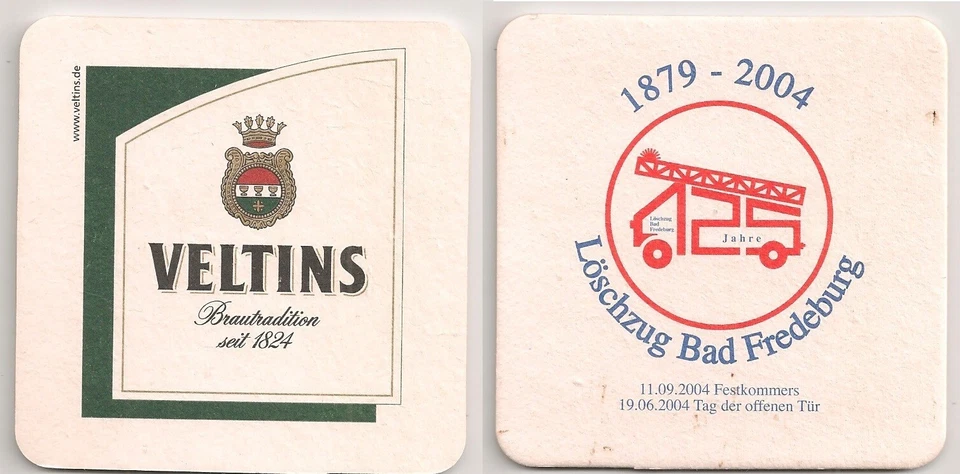 www.veltins.de
VELTINS
Brautradition
seit 1824
1879 - 2004
Löschzug
Bad
Fredeburg
125
Jahre
Löschzug Bad Fredeburg
11.09.2004 Festkommers
19.06.2004 Tag der offenen Tür